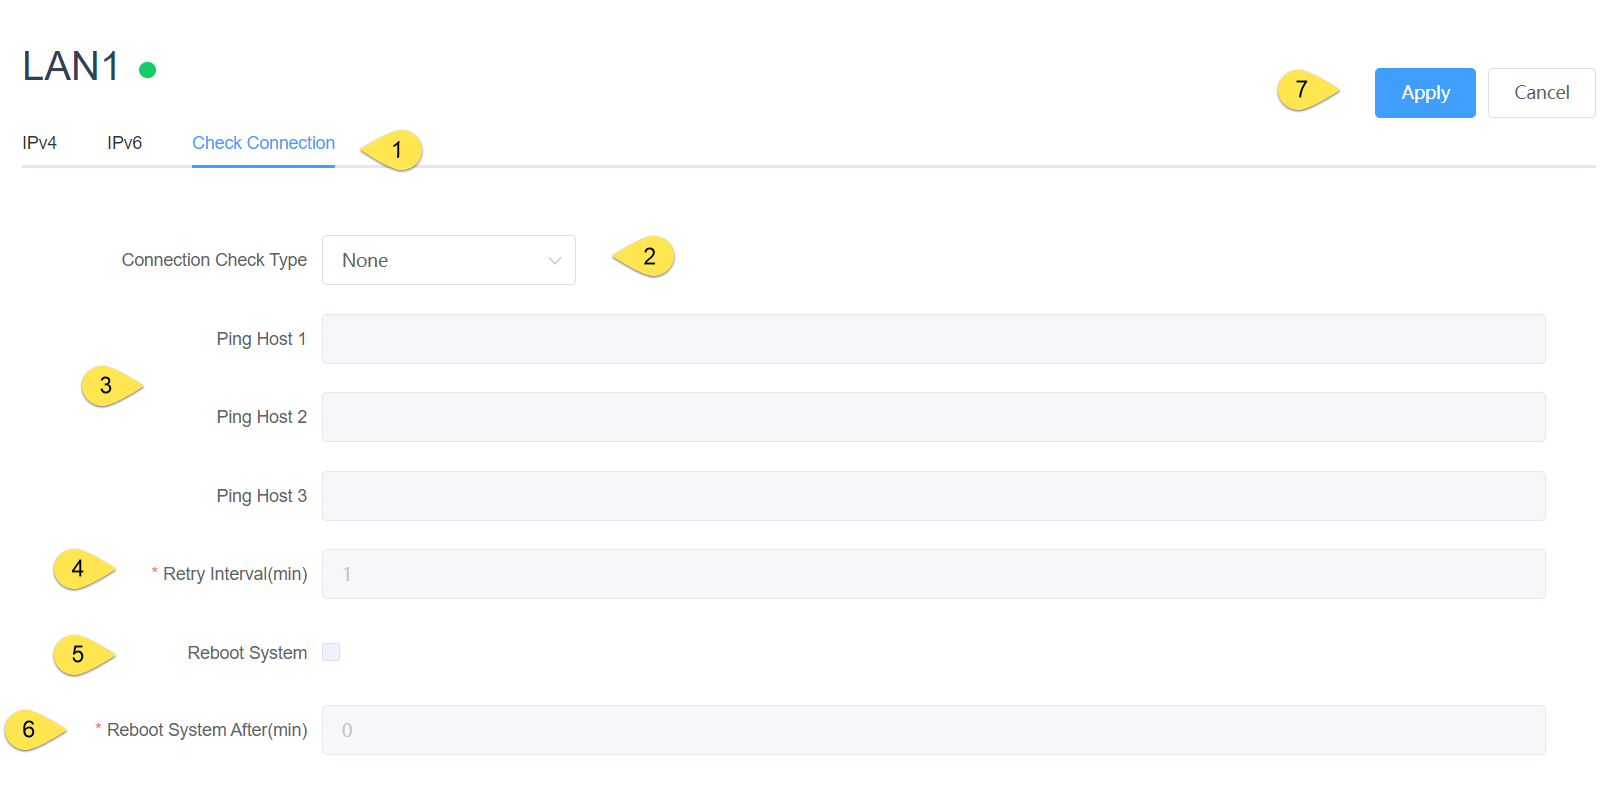 LAN1
7 Apply Cancel
IPv4 IPv6 Check Connection 1
Connection Check Type None 2
Ping Host 1
3
Ping Host 2
Ping Host 3
4 * Retry Interval(min) 1
5 Reboot System
6 * Reboot System After(min) 0